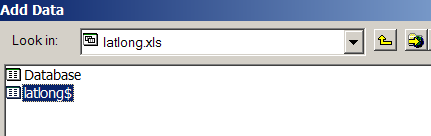 Add Data
Look in: latlong.xls
Database
latlong$